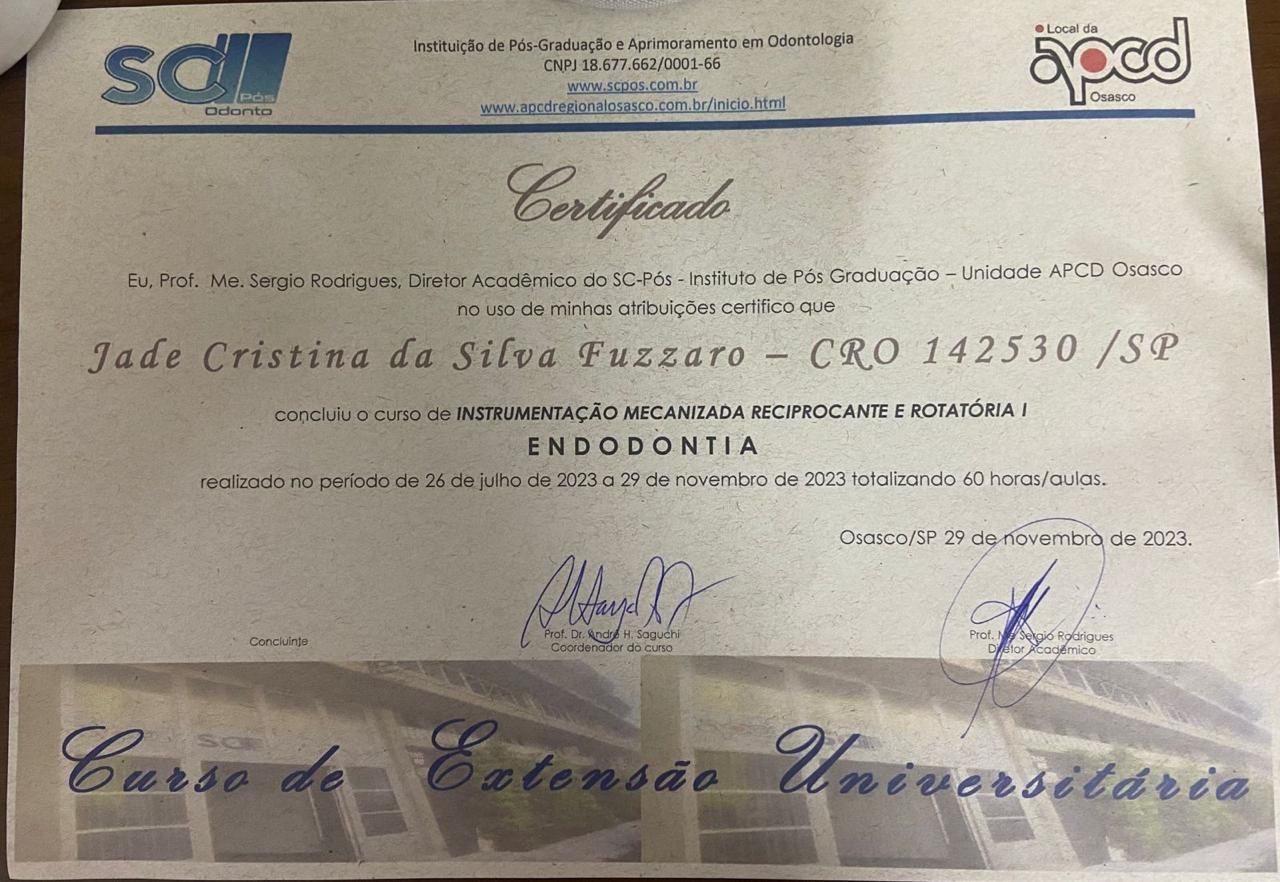 SC Pós
Odonto
Instituição de Pós-Graduação e Aprimoramento em Odontologia
CNPJ 18.677.662/0001-66
www.scpos.com.br
www.apcdregionalosasco.com.br/inicio.html
Local da
apcd
Osasco
Certificado
Eu, Prof. Me. Sergio Rodrigues, Diretor Acadêmico do SC-Pós - Instituto de Pós Graduação – Unidade APCD Osasco
no uso de minhas atribuições certifico que
Jade Cristina da Silva Fuzzaro – CRO 142530 /SP
concluiu o curso de INSTRUMENTAÇÃO MECANIZADA RECIPROCANTE E ROTATÓRIA I
ENDODONTIA
realizado no período de 26 de julho de 2023 a 29 de novembro de 2023 totalizando 60 horas/aulas.
Osasco/SP 29 de novembro de 2023.
Concluinte
Prof. Dr. André H. Saguchi
Coordenador do curso
Prof. Me Sergio Rodrigues
Diretor Acadêmico
Curso de Extensão Universitária